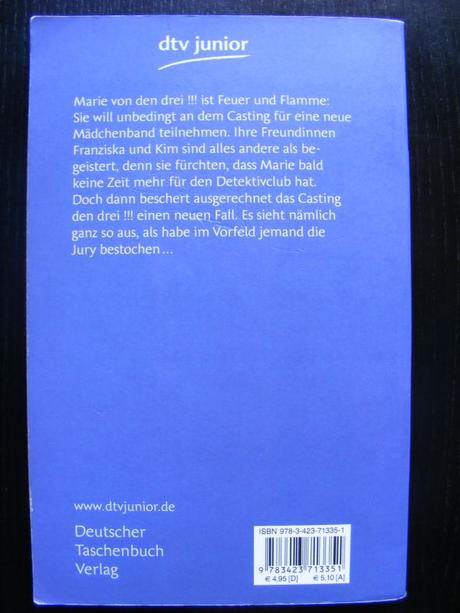 dtv junior
Marie von den drei !!! ist Feuer und Flamme:
Sie will unbedingt an dem Casting für eine neue
Mädchenband teilnehmen. Ihre Freundinnen
Franziska und Kim sind alles andere als be-
geistert, denn sie fürchten, dass Marie bald
keine Zeit mehr für den Detektivclub hat.
Doch dann beschert ausgerechnet das Casting
den drei !!! einen neuen Fall. Es sieht nämlich
ganz so aus, als habe im Vorfeld jemand die
Jury bestochen ...
www.dtvjunior.de
Deutscher
Taschenbuch
Verlag
ISBN 978-3-423-71335-1
9 783423 713351
€ 4,95 [D] € 5,10 [A]